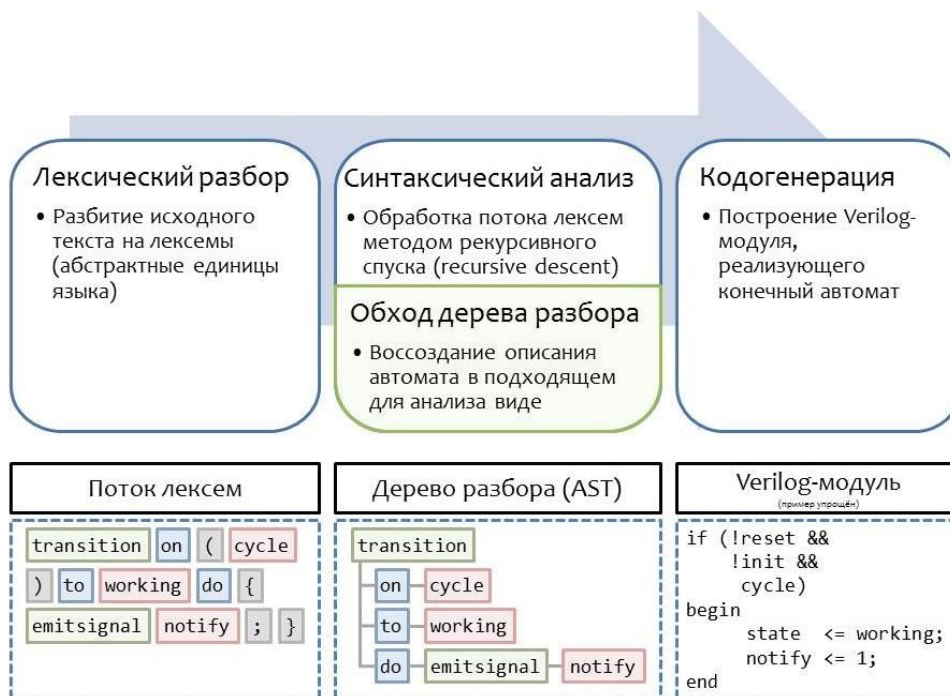 Лексический разбор
• Разбитие исходного
текста на лексемы
(абстрактные единицы
языка)
Синтаксический анализ
• Обработка потока лексем
методом рекурсивного
спуска (recursive descent)
Обход дерева разбора
• Воссоздание описания
автомата в подходящем
для анализа виде
Кодогенерация
• Построение Verilog-
модуля,
реализующего
конечный автомат
Поток лексем
transition on ( cycle
) to working do {
emitsignal notify ; }
Дерево разбора (AST)
transition
on cycle
to working
do emitsignal notify
Verilog-модуль
(пример упрощён)
if (!reset &&
!init &&
cycle)
begin
state <= working;
notify <= 1;
end